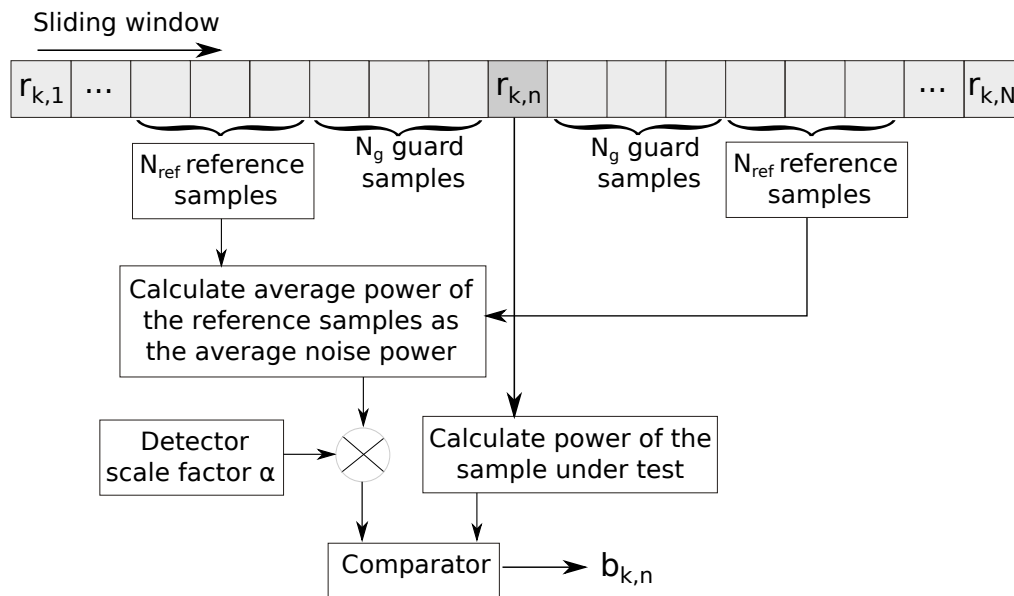 Sliding window
r_{k,1} ... r_{k,n} ... r_{k,N}
N_{ref} reference
samples
N_g guard
samples
N_g guard
samples
N_{ref} reference
samples
Calculate average power of
the reference samples as
the average noise power
Detector
scale factor α
Calculate power of the
sample under test
Comparator
b_{k,n}